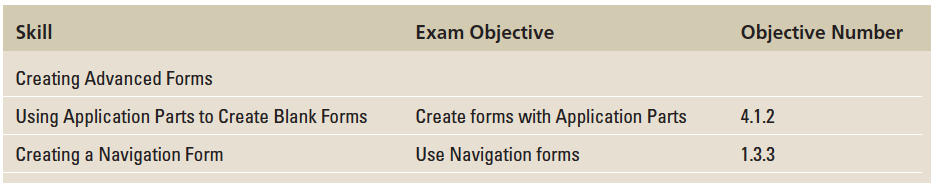 Skill Exam Objective Objective Number
Creating Advanced Forms
Using Application Parts to Create Blank Forms Create forms with Application Parts 4.1.2
Creating a Navigation Form Use Navigation forms 1.3.3